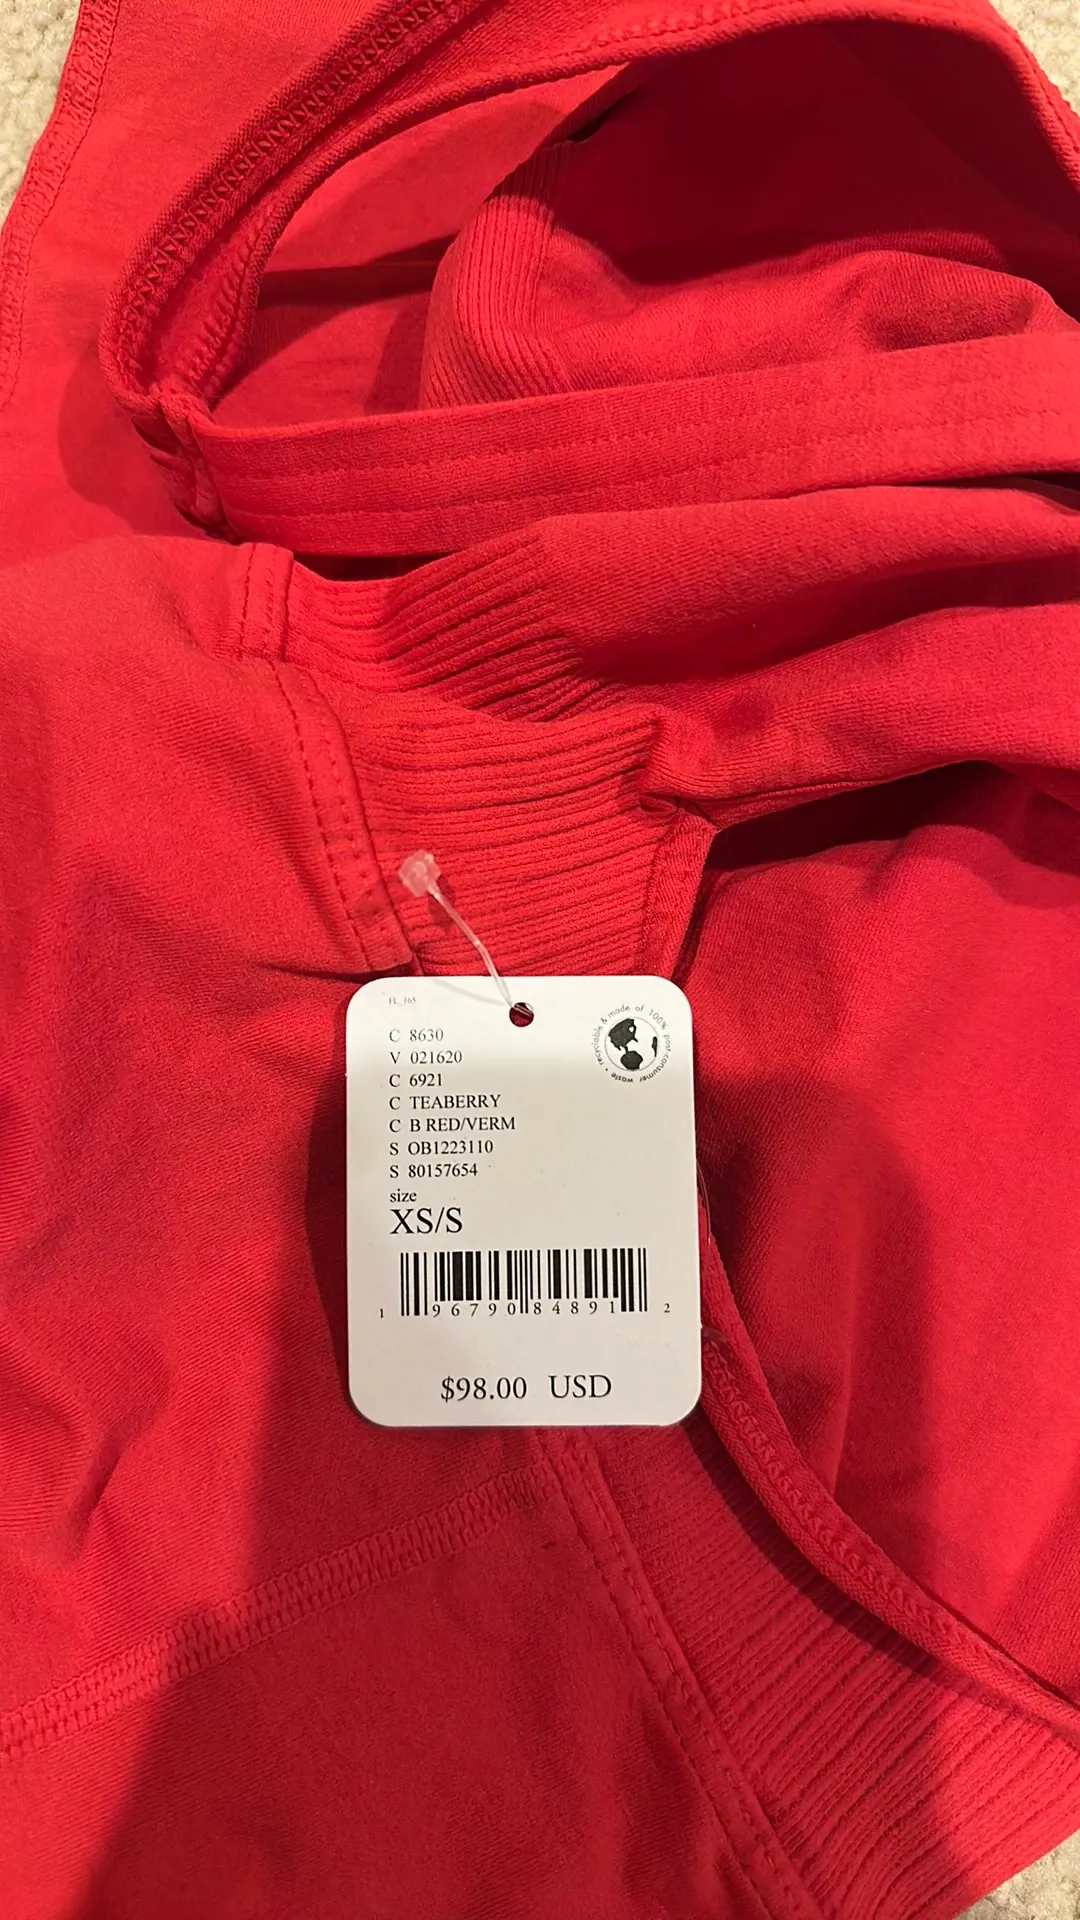 FL_165
recyclable & made of 100% post-consumer waste •
C 8630
V 021620
C 6921
C TEABERRY
C B RED/VERM
S OB1223110
S 80157654
size
XS/S
1 96790 84891 2
$98.00 USD